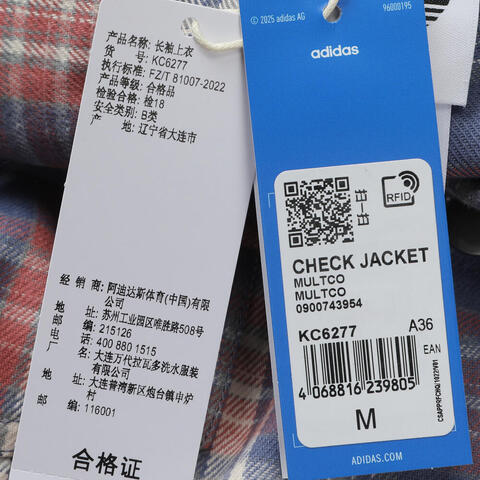 产品名称: 长袖上衣
货 号: KC6277
执行标准: FZ/T 81007-2022
产品等级: 合格品
检验合格: 检18
安全类别: B类
产 地: 辽宁省大连市
经 销 商: 阿迪达斯体育(中国)有限
公司
址: 苏州工业园区唯胜路508号
邮 编: 215126
电 话: 400 880 1515
名: 大连万代拉瓦多洗水服装
有限公司
址: 大连普湾新区炮台镇申炉
村
邮 编: 116001
合格证
© 2025 adidas AG
96000195
adidas
RFID
CHECK JACKET
MULTCO
MULTCO
0900743954
KC6277 A36
EAN
4 068816 239805
M
ADIDAS.COM